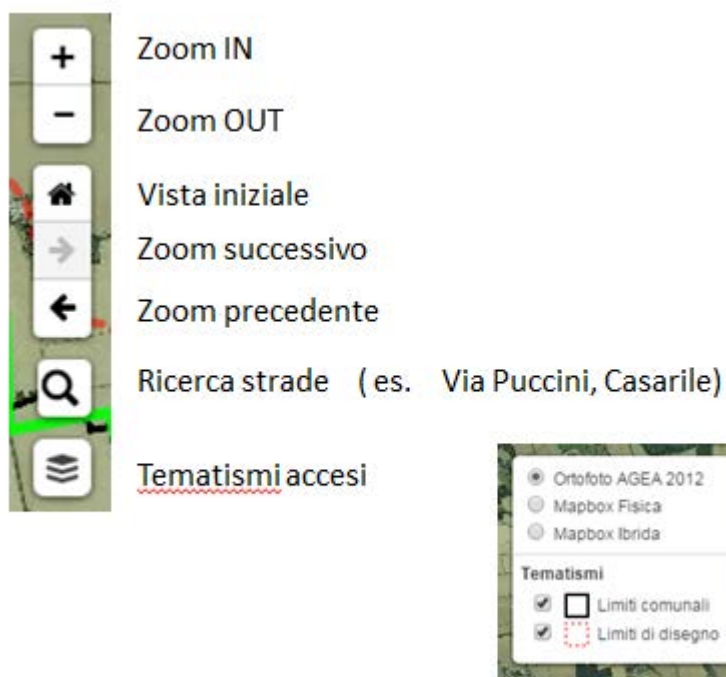 Zoom IN
Zoom OUT
Vista iniziale
Zoom successivo
Zoom precedente
Ricerca strade ( es. Via Puccini, Casarile)
Tematismi accesi
Ortofoto AGEA 2012
Mapbox Fisica
Mapbox Ibrida
Tematismi
Limiti comunali
Limiti di disegno